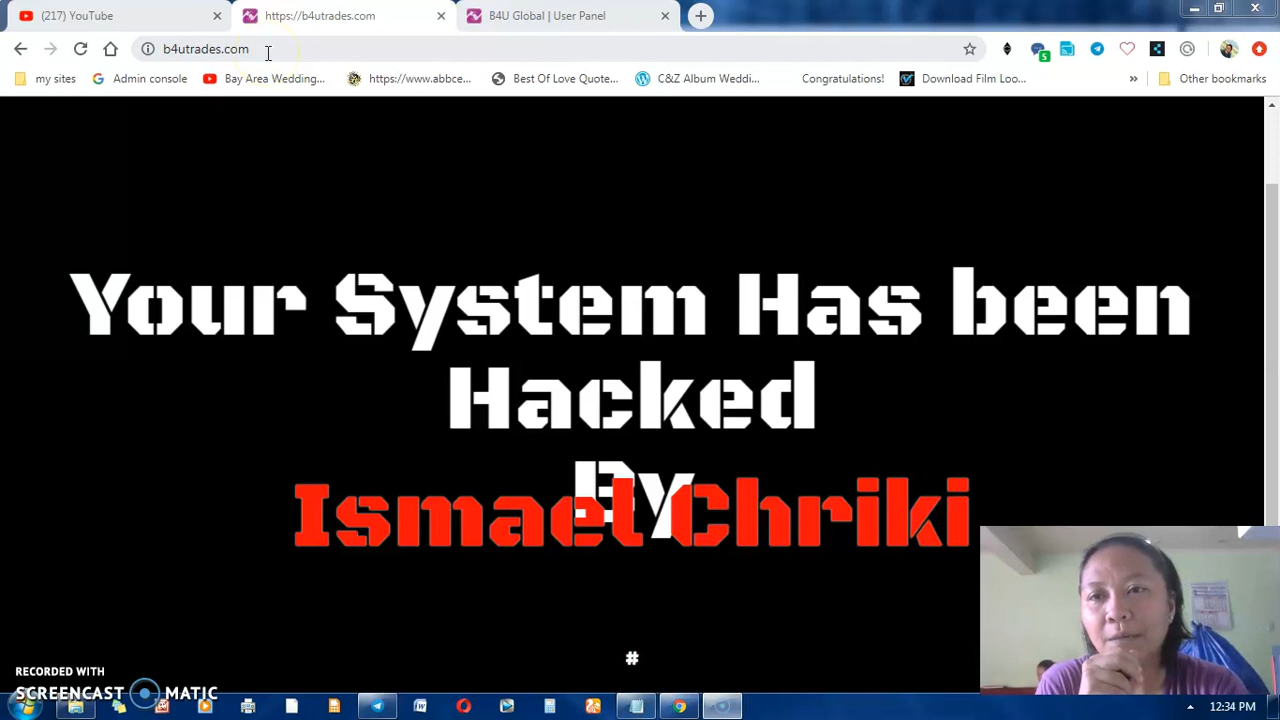 (217) YouTube
https://b4utrades.com
B4U Global | User Panel
b4utrades.com
5
my sites
Admin console
Bay Area Wedding...
https://www.abbce...
Best Of Love Quote...
C&Z Album Weddi...
Congratulations!
Download Film Loo...
»
Other bookmarks
Your System Has been
Hacked
By
Ismael Chriki
#
RECORDED WITH
SCREENCAST MATIC
12:34 PM